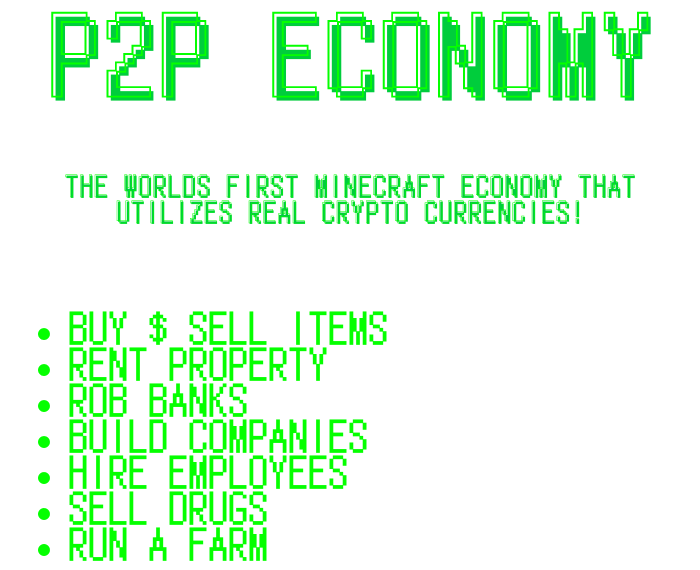 P2P ECONOMY
THE WORLDS FIRST MINECRAFT ECONOMY THAT
UTILIZES REAL CRYPTO CURRENCIES!
• BUY $ SELL ITEMS
• RENT PROPERTY
• ROB BANKS
• BUILD COMPANIES
• HIRE EMPLOYEES
• SELL DRUGS
• RUN A FARM